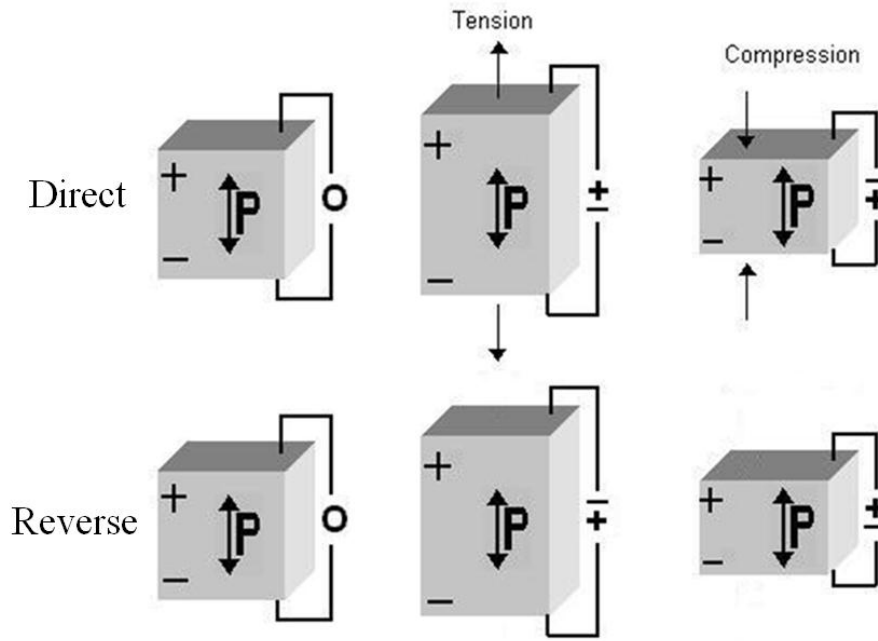 Tension
Compression
Direct
+ P O
−
+ P + −
−
+ P − +
−
Reverse
+ P O
−
+ P − +
−
+ P + −
−